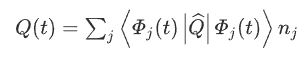 Q(t) = ∑_j ⟨Φ_j(t) |Q̂| Φ_j(t)⟩ n_j